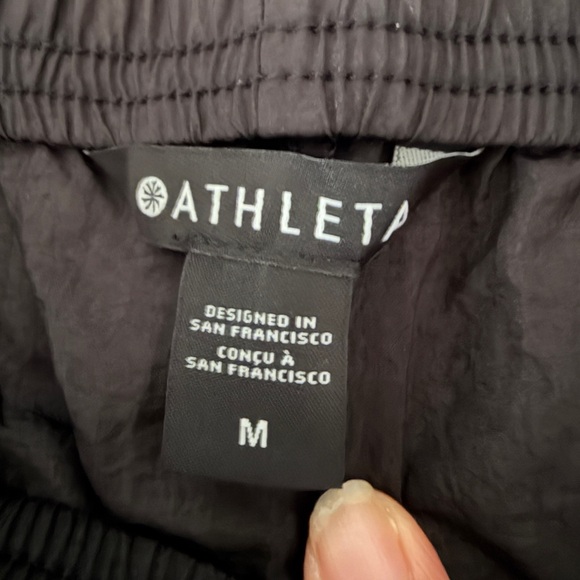 ATHLETA
DESIGNED IN
SAN FRANCISCO
CONÇU À
SAN FRANCISCO
M